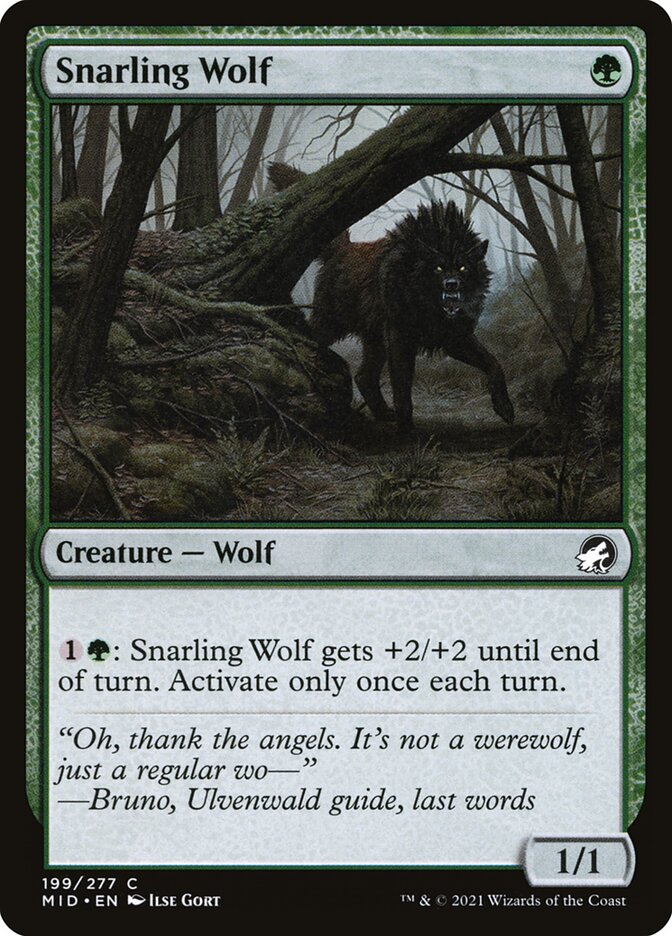 Snarling Wolf
Creature — Wolf
1: Snarling Wolf gets +2/+2 until end
of turn. Activate only once each turn.
“Oh, thank the angels. It’s not a werewolf,
just a regular wo—”
—Bruno, Ulvenwald guide, last words
1/1
199/277 C
MID • EN Ilse Gort
™ & © 2021 Wizards of the Coast